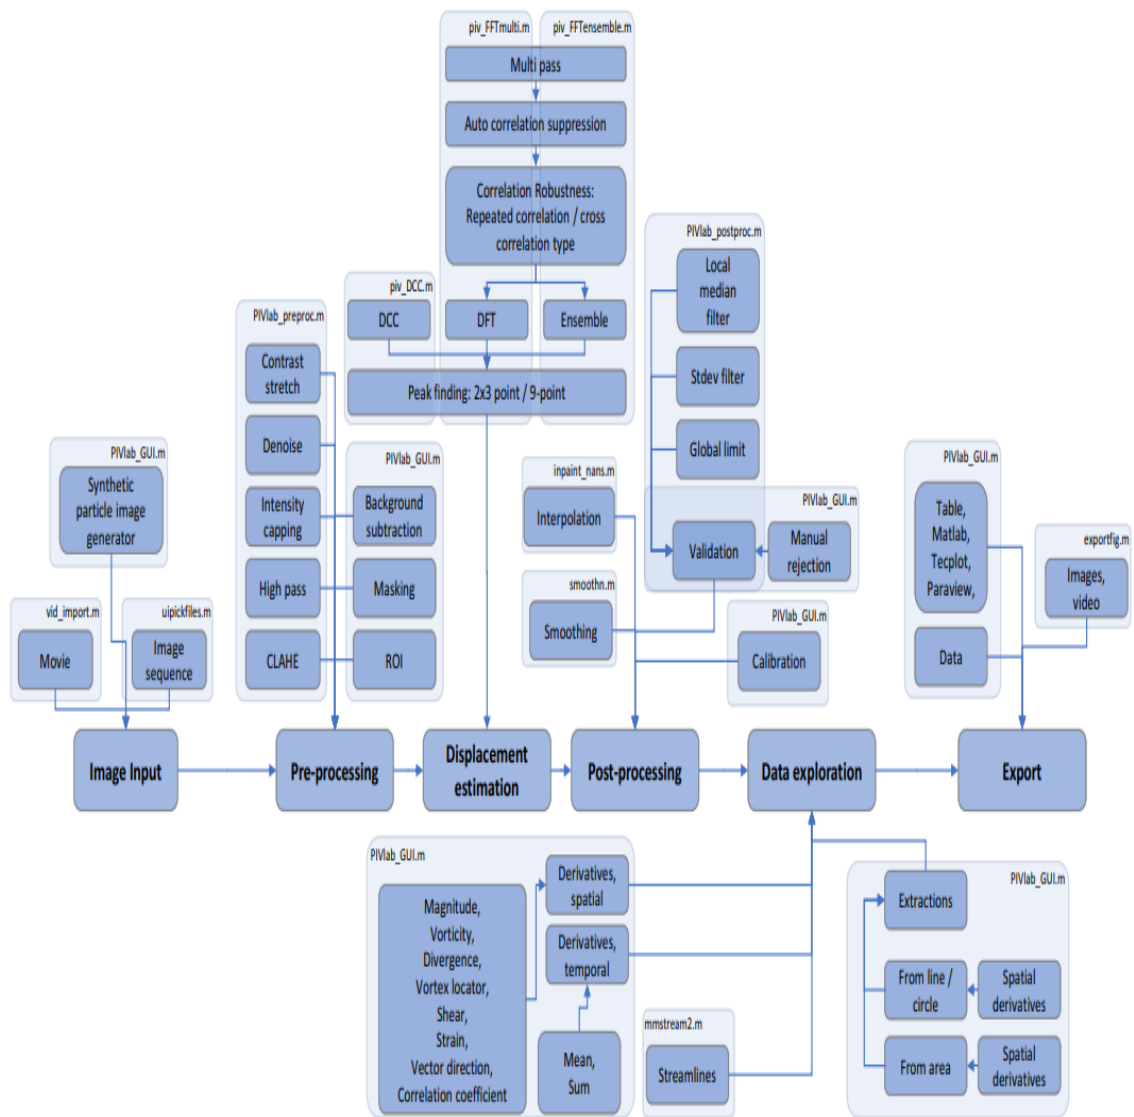 piv_FFTmulti.m
piv_FFTensemble.m
Multi pass
Auto correlation suppression
Correlation Robustness:
Repeated correlation / cross
correlation type
piv_DCC.m
DCC
DFT
Ensemble
Peak finding: 2x3 point / 9-point
PIVlab_preproc.m
Contrast
stretch
Denoise
Intensity
capping
High pass
CLAHE
PIVlab_GUI.m
Background
subtraction
Masking
ROI
PIVlab_GUI.m
Synthetic
particle image
generator
vid_import.m
Movie
uipickfiles.m
Image
sequence
PIVlab_postproc.m
Local
median
filter
Stdev filter
Global limit
Validation
PIVlab_GUI.m
Manual
rejection
inpaint_nans.m
Interpolation
smoothn.m
Smoothing
PIVlab_GUI.m
Calibration
PIVlab_GUI.m
Table,
Matlab,
Tecplot,
Paraview,
Data
exportfig.m
Images,
video
Image Input
Pre-processing
Displacement
estimation
Post-processing
Data exploration
Export
PIVlab_GUI.m
Magnitude,
Vorticity,
Divergence,
Vortex locator,
Shear,
Strain,
Vector direction,
Correlation coefficient
Derivatives,
spatial
Derivatives,
temporal
Mean,
Sum
mmstream2.m
Streamlines
PIVlab_GUI.m
Extractions
From line /
circle
Spatial
derivatives
From area
Spatial
derivatives